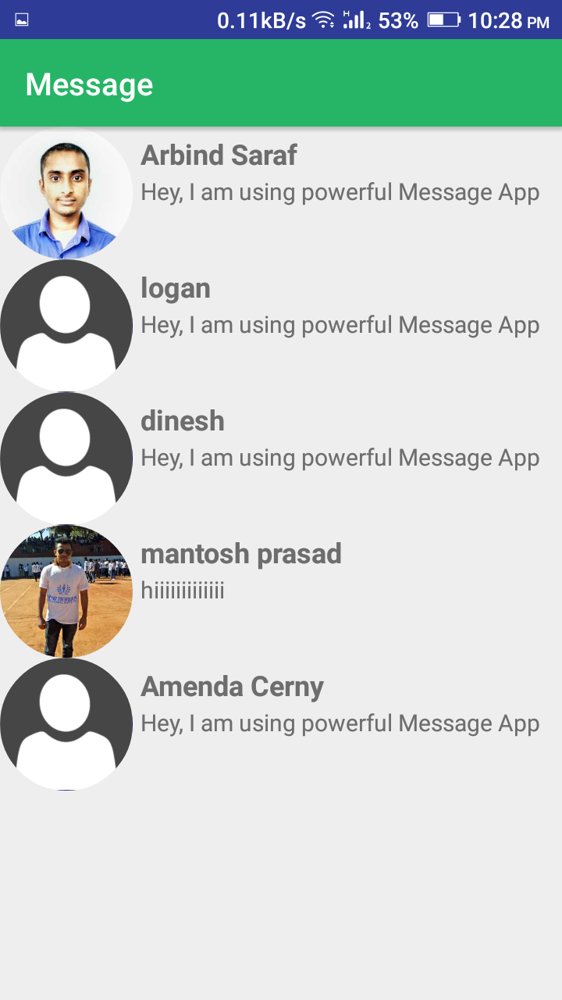 0.11kB/s H 2 53% 10:28 PM
Message
Arbind Saraf
Hey, I am using powerful Message App
logan
Hey, I am using powerful Message App
dinesh
Hey, I am using powerful Message App
mantosh prasad
hiiiiiiiiiiiii
Amenda Cerny
Hey, I am using powerful Message App